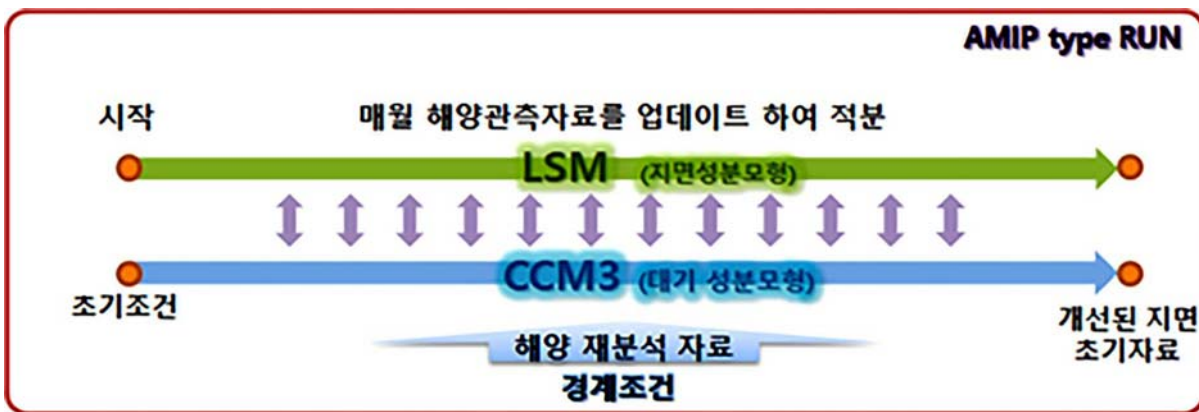 AMIP type RUN
시작
매월 해양관측자료를 업데이트 하여 적분
LSM (지면성분모형)
CCM3 (대기 성분모형)
초기조건
개선된 지면
초기자료
해양 재분석 자료
경계조건